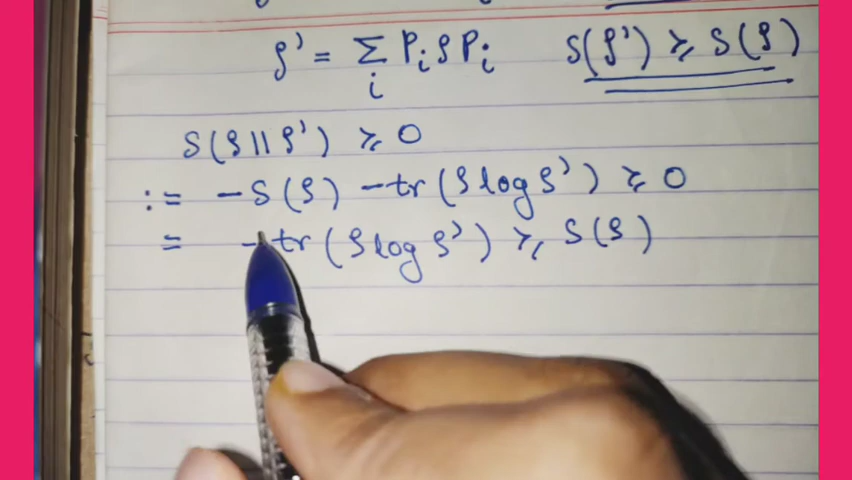 ρ' = Σ_i P_i ρ P_i S(ρ') ⩾ S(ρ)
S(ρ||ρ') ⩾ 0
:= -S(ρ) -tr(ρ log ρ') ⩾ 0
= -tr(ρ log ρ') ⩾ S(ρ)